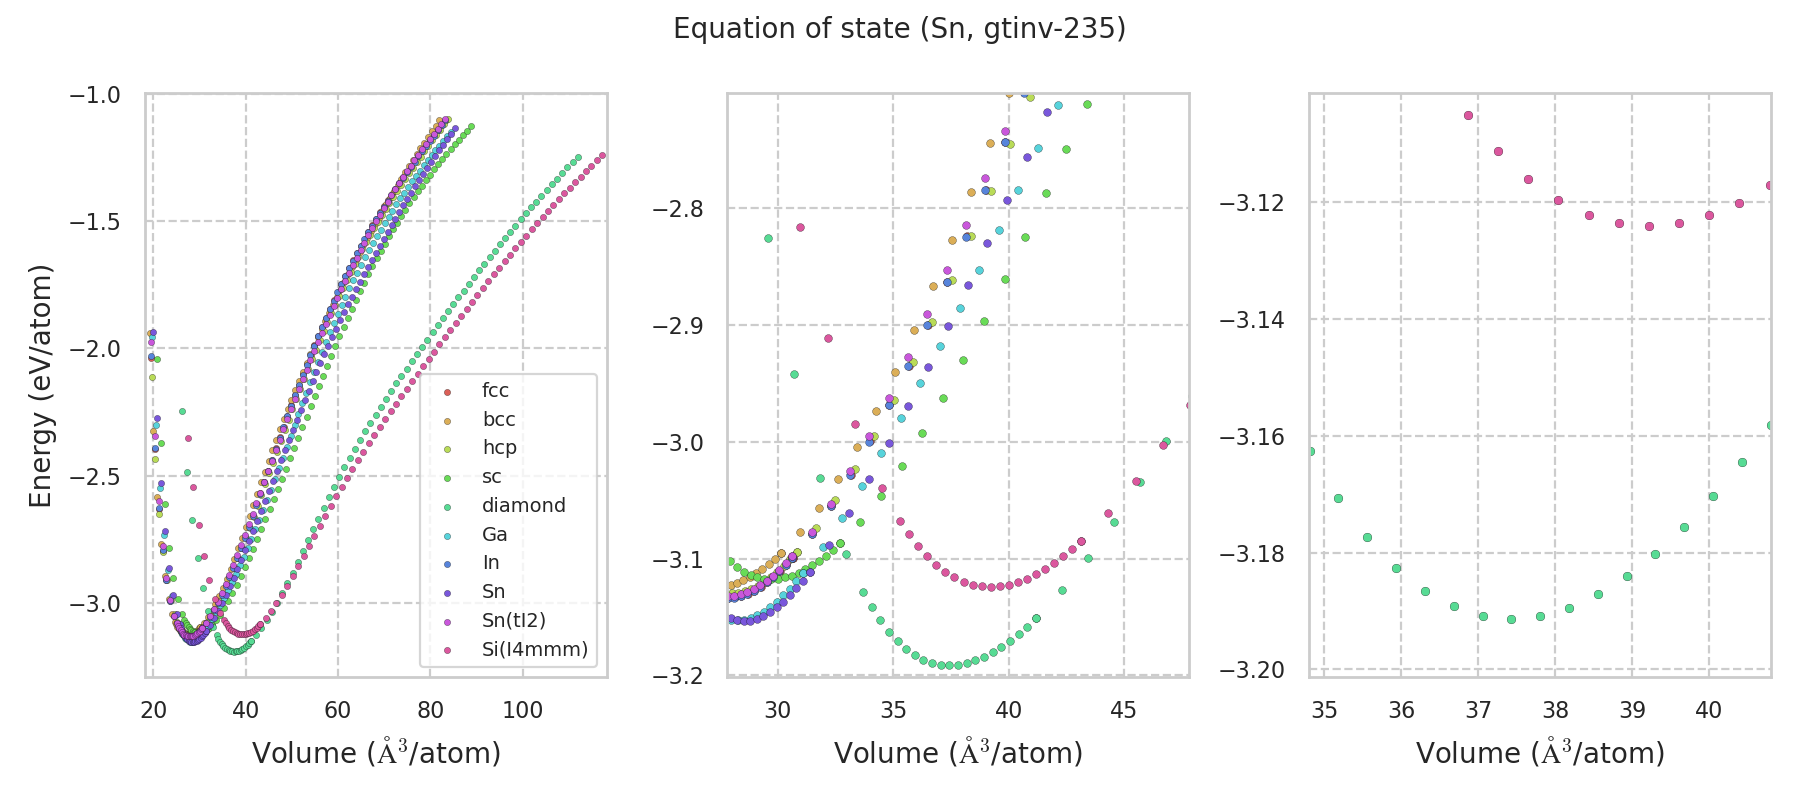 Equation of state (Sn, gtinv-235)
Energy (eV/atom)
−1.0
−1.5
−2.0
−2.5
−3.0
20 40 60 80 100
Volume (Å³/atom)
fcc
bcc
hcp
sc
diamond
Ga
In
Sn
Sn(tI2)
Si(I4mmm)
−2.8
−2.9
−3.0
−3.1
−3.2
30 35 40 45
Volume (Å³/atom)
−3.12
−3.14
−3.16
−3.18
−3.20
35 36 37 38 39 40
Volume (Å³/atom)